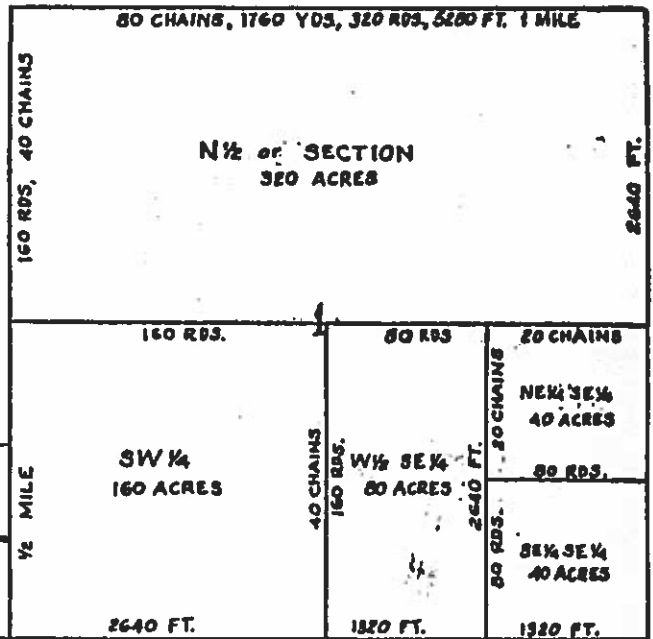 80 CHAINS, 1760 YDS, 320 RDS, 5280 FT. 1 MILE
160 RDS, 40 CHAINS
N½ OF SECTION
320 ACRES
2640 FT.
160 RDS.
80 RDS
20 CHAINS
½ MILE
SW ¼
160 ACRES
40 CHAINS
160 RDS.
W½ SE¼
80 ACRES
2640 FT.
20 CHAINS
NE¼ SE¼
40 ACRES
80 RDS.
80 RDS.
SE¼ SE¼
40 ACRES
2640 FT.
1320 FT.
1320 FT.